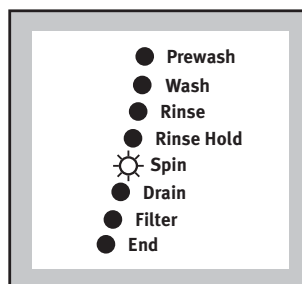 Prewash
Wash
Rinse
Rinse Hold
Spin
Drain
Filter
End